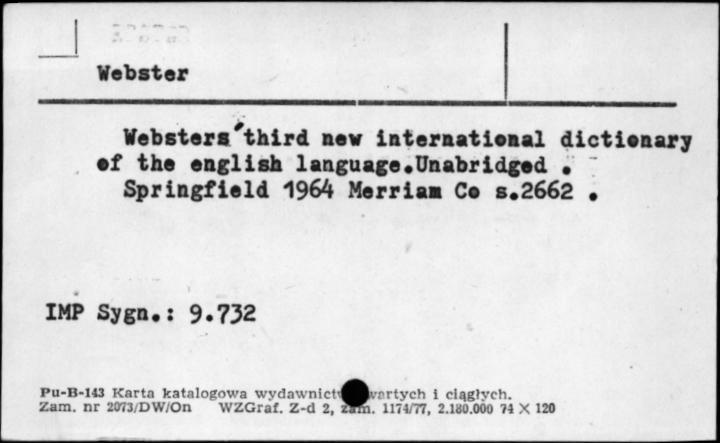 Webster
Websters´third new international dictionary
of the english language.Unabridged .
Springfield 1964 Merriam Co s.2662 .
IMP Sygn.: 9.732
Pu-B-143 Karta katalogowa wydawnictw zwartych i ciągłych.
Zam. nr 2073/DW/On WZGraf. Z-d 2, zam. 1174/77, 2.180.000 74 X 120